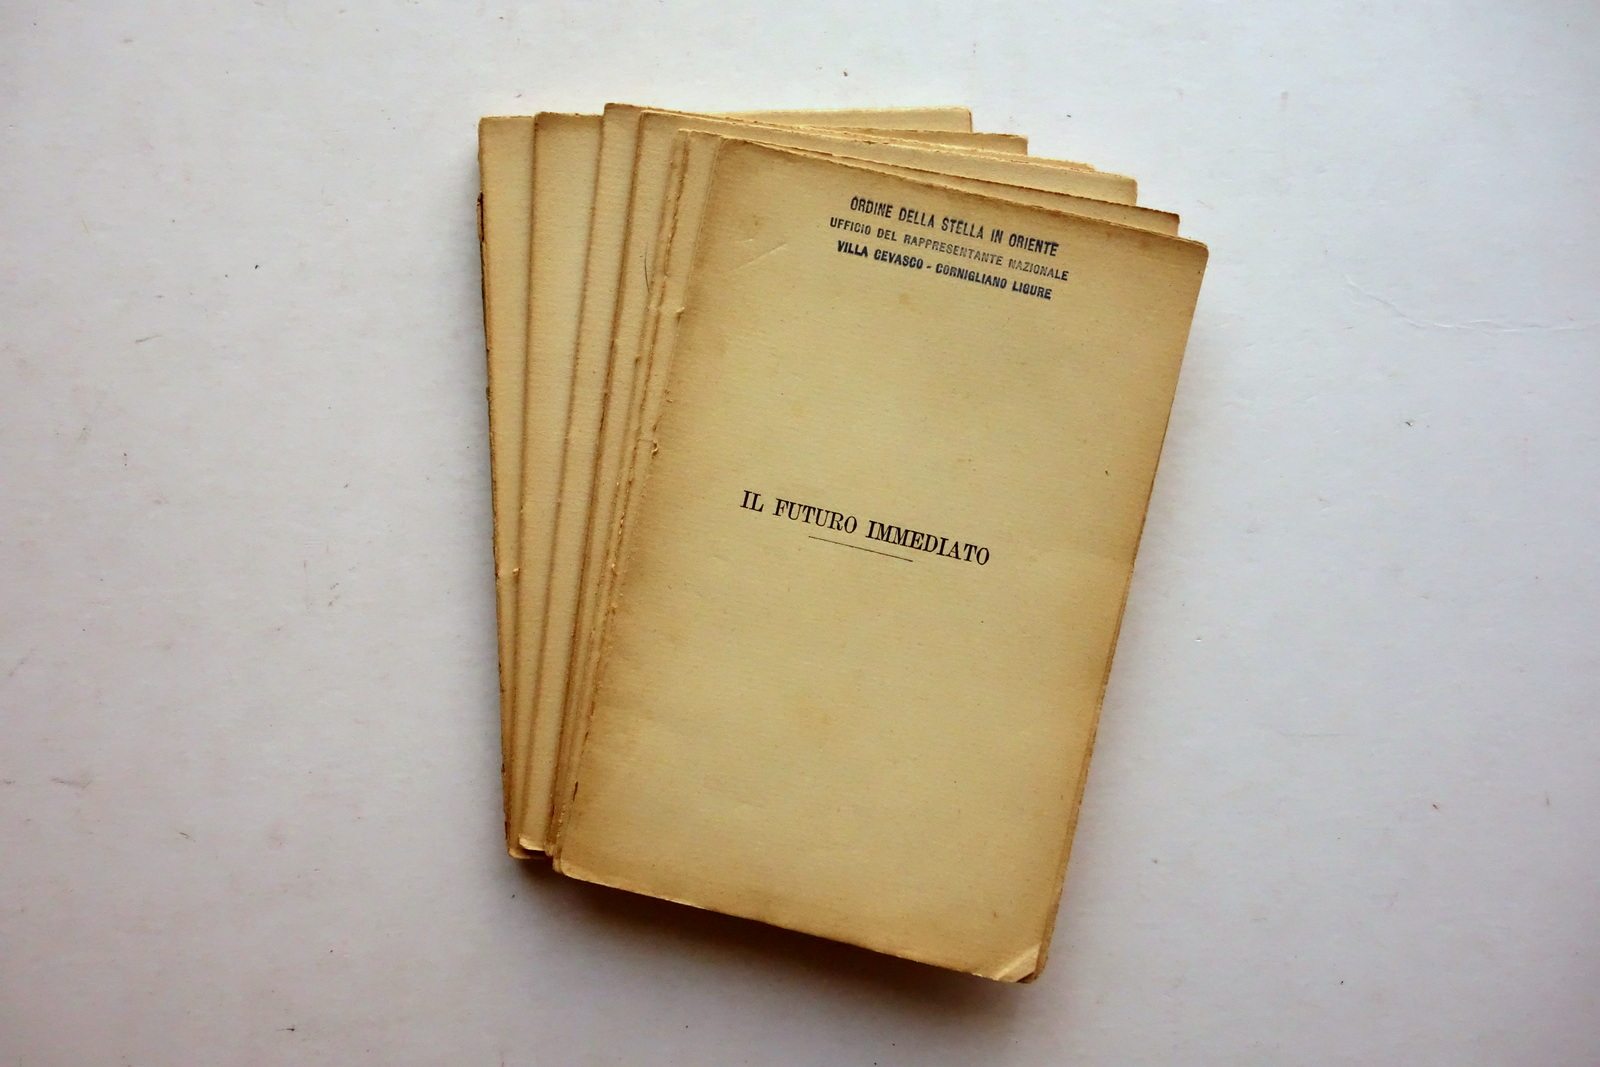 ORDINE DELLA STELLA IN ORIENTE
UFFICIO DEL RAPPRESENTANTE NAZIONALE
VILLA CEVASCO - CORNIGLIANO LIGURE
IL FUTURO IMMEDIATO